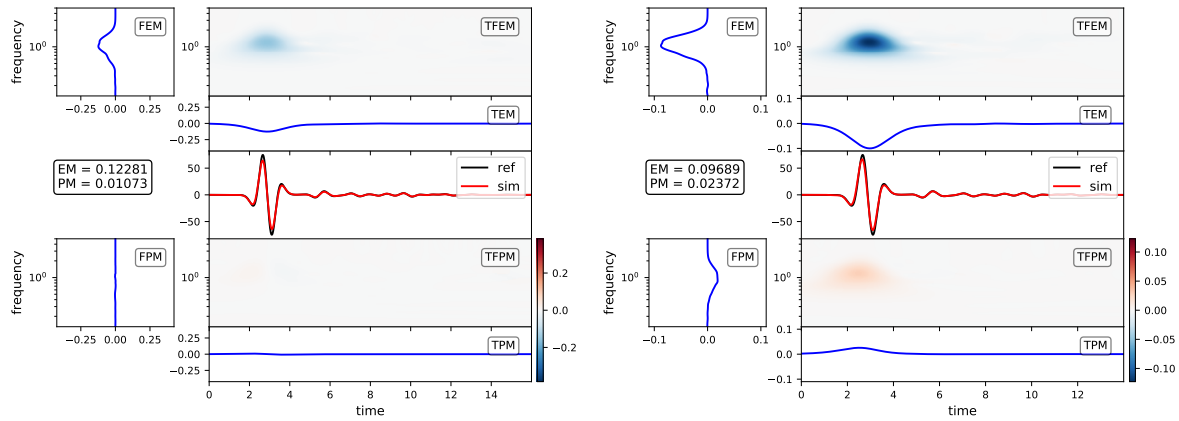 FEM
frequency
10⁰
−0.25 0.00 0.25
TFEM
10⁰
TEM
0.25
0.00
−0.25
EM = 0.12281
PM = 0.01073
ref
sim
50
0
−50
FPM
frequency
10⁰
−0.25 0.00 0.25
TFPM
10⁰
TPM
0.25
0.00
−0.25
0 2 4 6 8 10 12 14
time
0.2
0.0
−0.2
FEM
frequency
10⁰
−0.1 0.0 0.1
TFEM
10⁰
TEM
0.1
0.0
−0.1
EM = 0.09689
PM = 0.02372
ref
sim
50
0
−50
FPM
frequency
10⁰
−0.1 0.0 0.1
TFPM
10⁰
TPM
0.1
0.0
−0.1
0 2 4 6 8 10 12
time
0.10
0.05
0.00
−0.05
−0.10